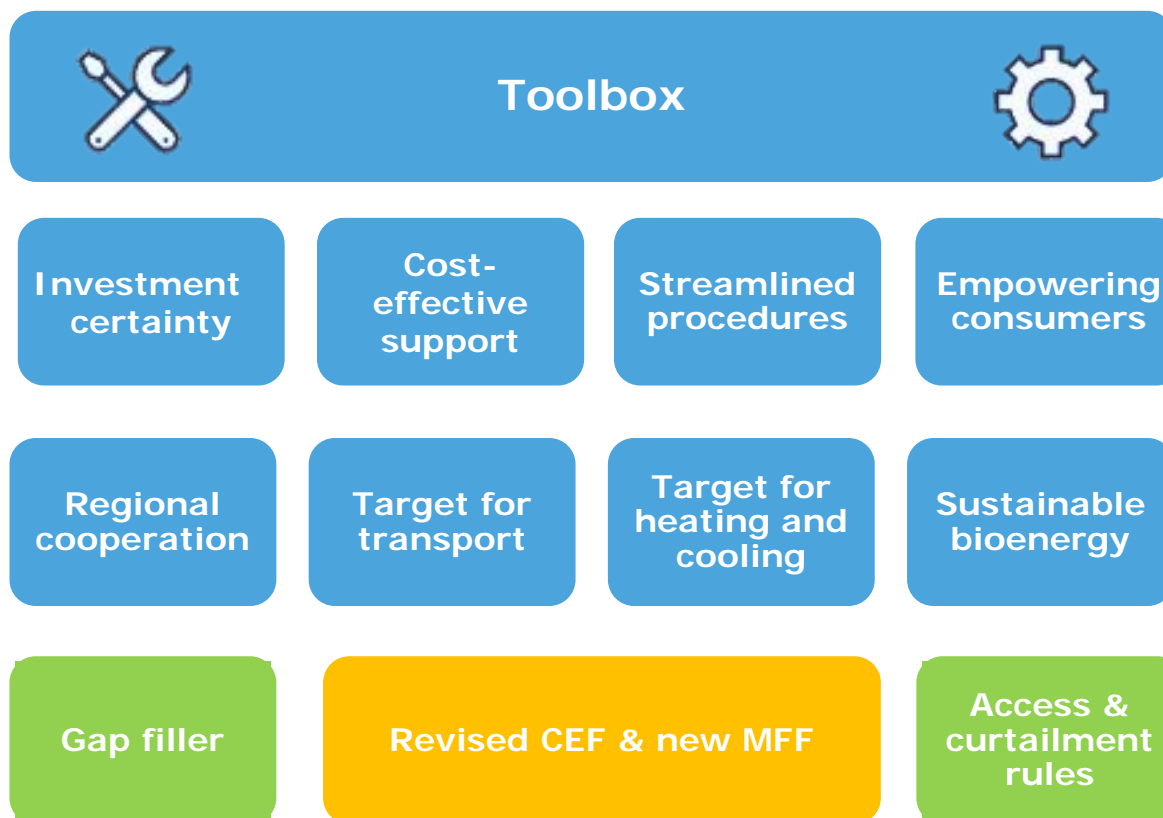 Toolbox
Investment
certainty
Cost-
effective
support
Streamlined
procedures
Empowering
consumers
Regional
cooperation
Target for
transport
Target for
heating and
cooling
Sustainable
bioenergy
Gap filler
Revised CEF & new MFF
Access &
curtailment
rules